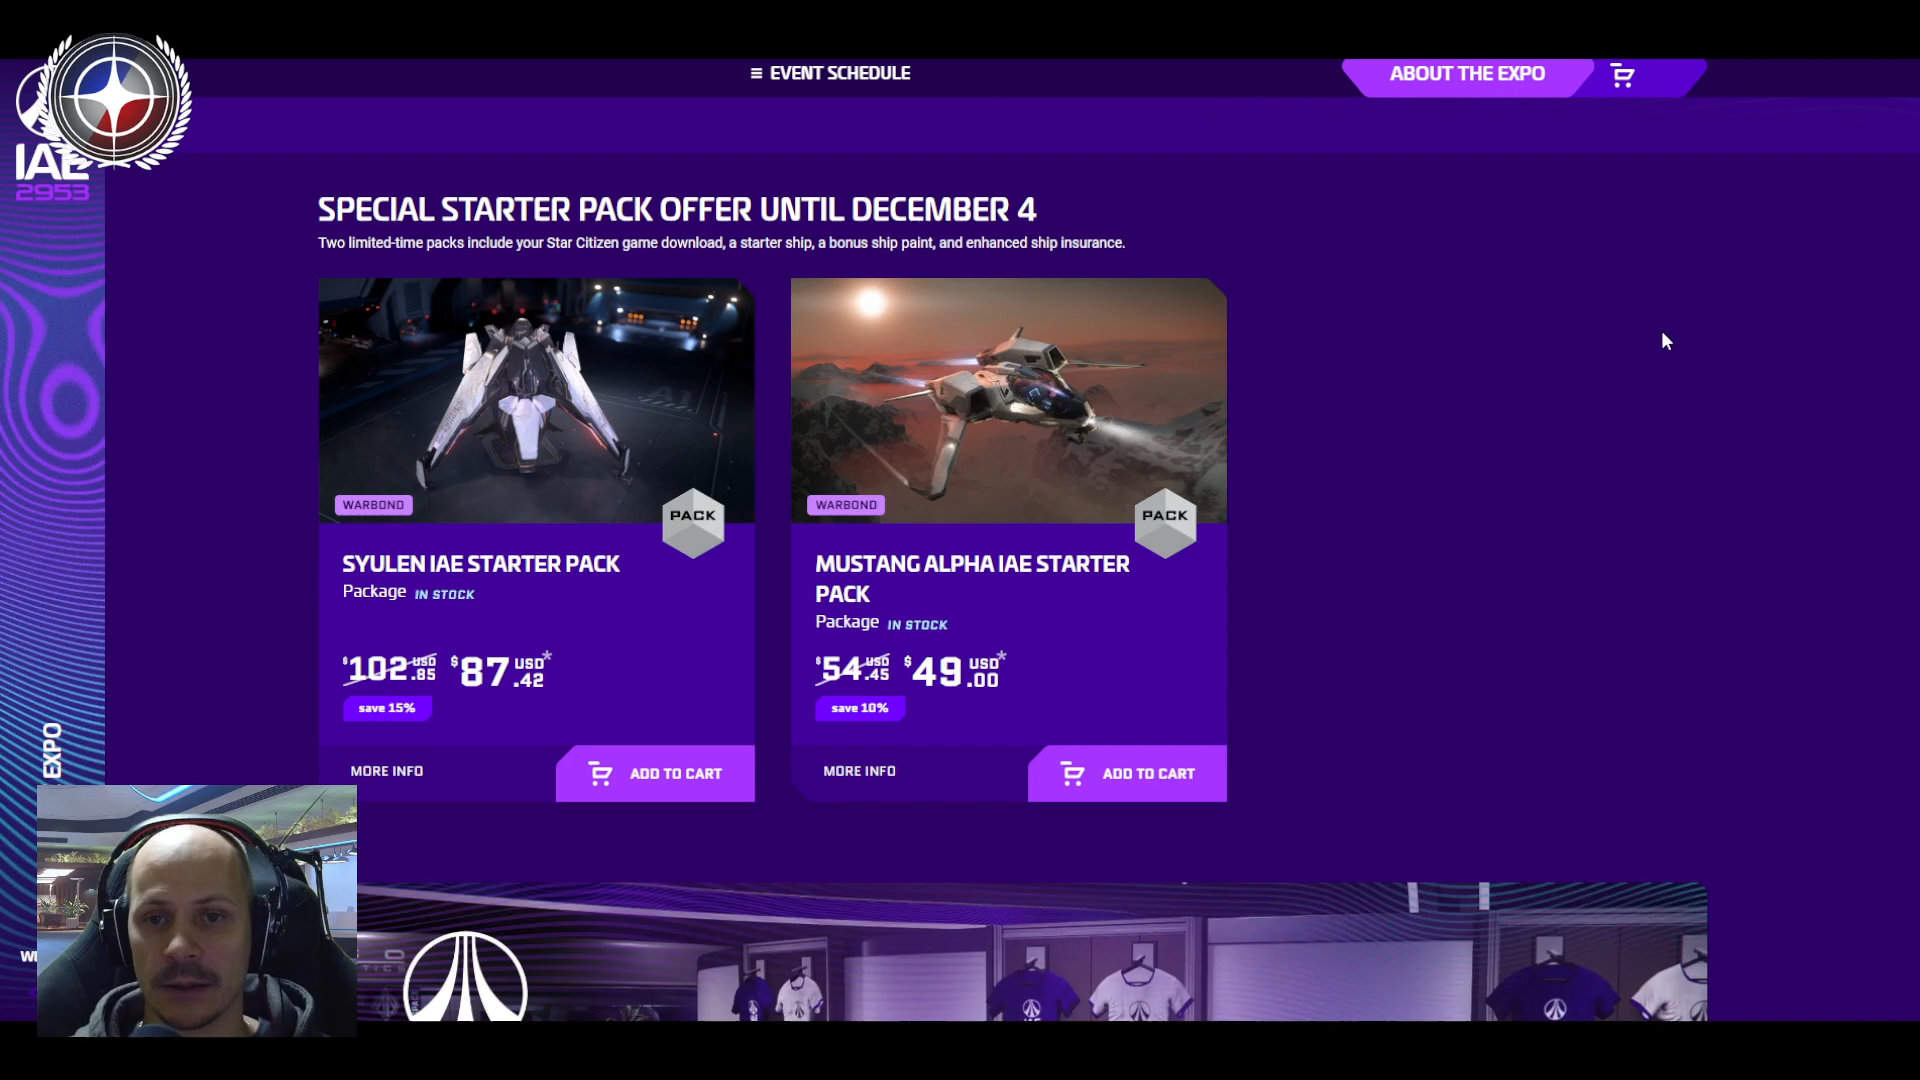 EVENT SCHEDULE
ABOUT THE EXPO
IAE
2953
SPECIAL STARTER PACK OFFER UNTIL DECEMBER 4
Two limited-time packs include your Star Citizen game download, a starter ship, a bonus ship paint, and enhanced ship insurance.
WARBOND
PACK
SYULEN IAE STARTER PACK
Package IN STOCK
$102.85 USD $87.42 USD*
save 15%
MORE INFO
ADD TO CART
WARBOND
PACK
MUSTANG ALPHA IAE STARTER
PACK
Package IN STOCK
$54.45 USD $49.00 USD*
save 10%
MORE INFO
ADD TO CART
EXPO